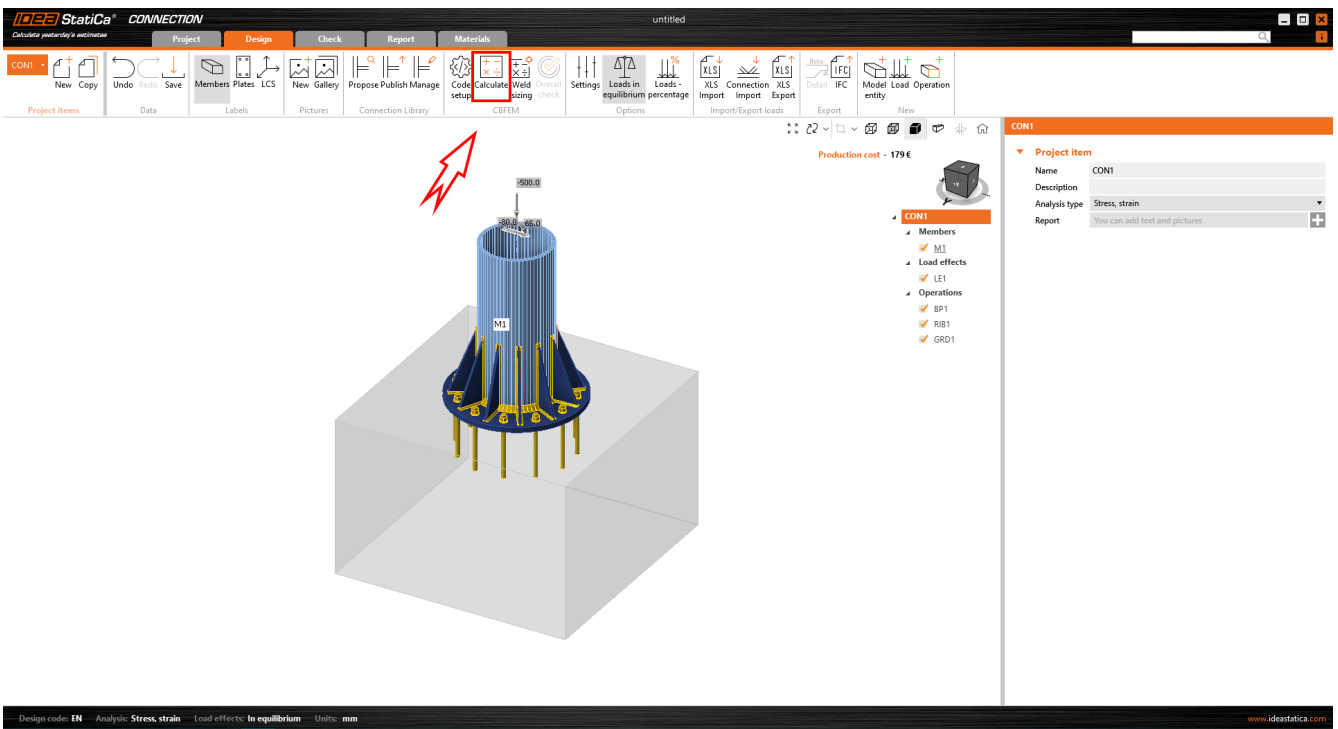 IDEA StatiCa® CONNECTION
untitled
Calculate yesterday's estimates
Project Design Check Report Materials
CON1
New Copy
Undo Redo Save
Members Plates LCS
New Gallery
Propose Publish Manage
Code setup Calculate Weld sizing Overall check
Settings Loads in equilibrium Loads - percentage
XLS Import Connection Import XLS Export
Beta
Detail IFC
Model entity Load Operation
Project items Data Labels Pictures Connection Library CBFEM Options Import/Export loads Export New
Production cost - 179 €
-500.0
-80.0 65.0
M1
CON1
Members
M1
Load effects
LE1
Operations
BP1
RIB1
GRD1
CON1
Project item
Name CON1
Description
Analysis type Stress, strain
Report You can add text and pictures
Design code: EN Analysis: Stress, strain Load effects: In equilibrium Units: mm
www.ideastatica.com